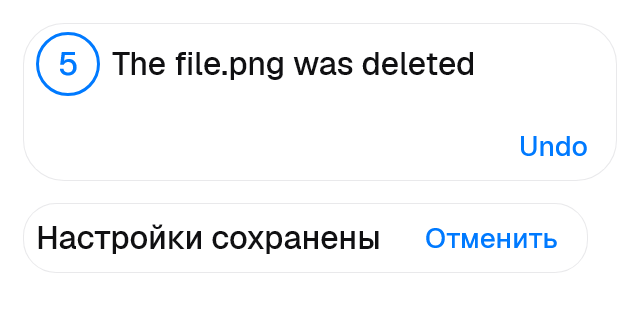 5 The file.png was deleted
Undo
Настройки сохранены Отменить